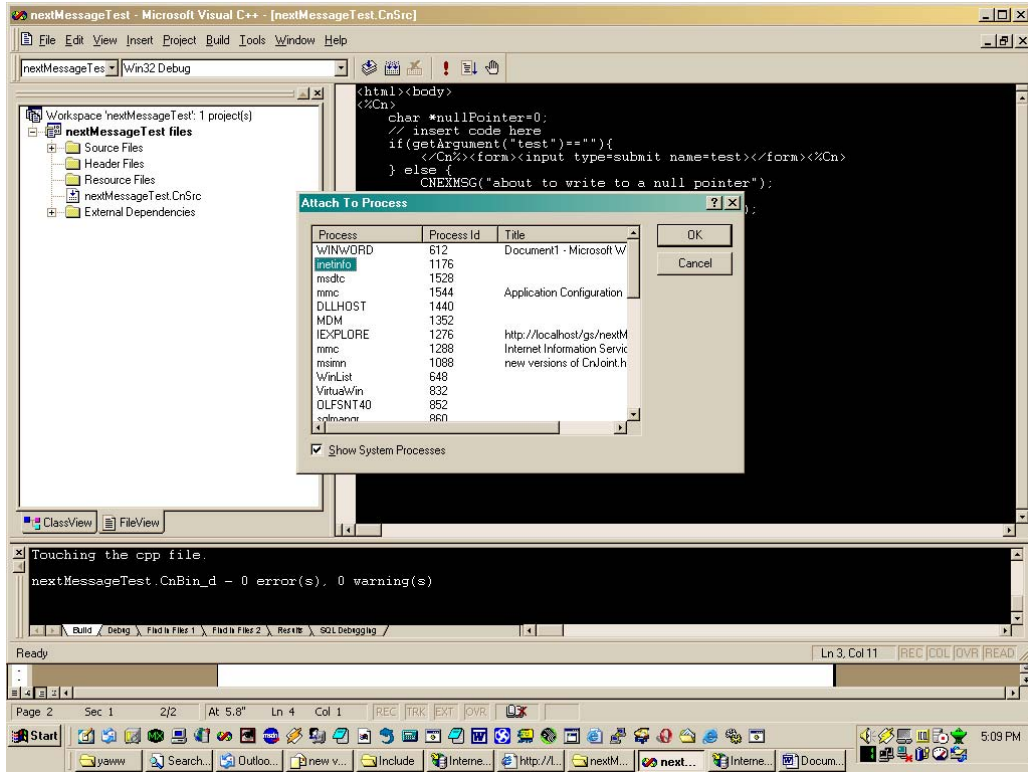 nextMessageTest - Microsoft Visual C++ - [nextMessageTest.CnSrc]
File Edit View Insert Project Build Tools Window Help
nextMessageTes Win32 Debug
Workspace 'nextMessageTest': 1 project(s)
nextMessageTest files
Source Files
Header Files
Resource Files
nextMessageTest.CnSrc
External Dependencies
ClassView FileView
<html><body>
<%Cn>
char *nullPointer=0;
// insert code here
if(getArgument("test")==""){
</Cn%><form><input type=submit name=test></form><%Cn>
} else {
CNEXMSG("about to write to a null pointer");
);
Attach To Process
Process Process Id Title
WINWORD 612 Document1 - Microsoft W
inetinfo 1176
msdtc 1528
mmc 1544 Application Configuration
DLLHOST 1440
MDM 1352
IEXPLORE 1276 http://localhost/gs/nextM
mmc 1288 Internet Information Servic
msimn 1088 new versions of CnJoint.h
WinList 648
VirtuaWin 832
OLFSNT40 852
sqlmangr 860
OK
Cancel
Show System Processes
Touching the cpp file.
nextMessageTest.CnBin_d - 0 error(s), 0 warning(s)
Build Debug Find in Files 1 Find in Files 2 Results SQL Debugging
Ready Ln 3, Col 11 REC COL OVR READ
Page 2 Sec 1 2/2 At 5.8" Ln 4 Col 1 REC TRK EXT OVR
Start 5:09 PM
yaww Search... Outloo... new v... Include Interne... http://l... nextM... next... Interne... Docum...